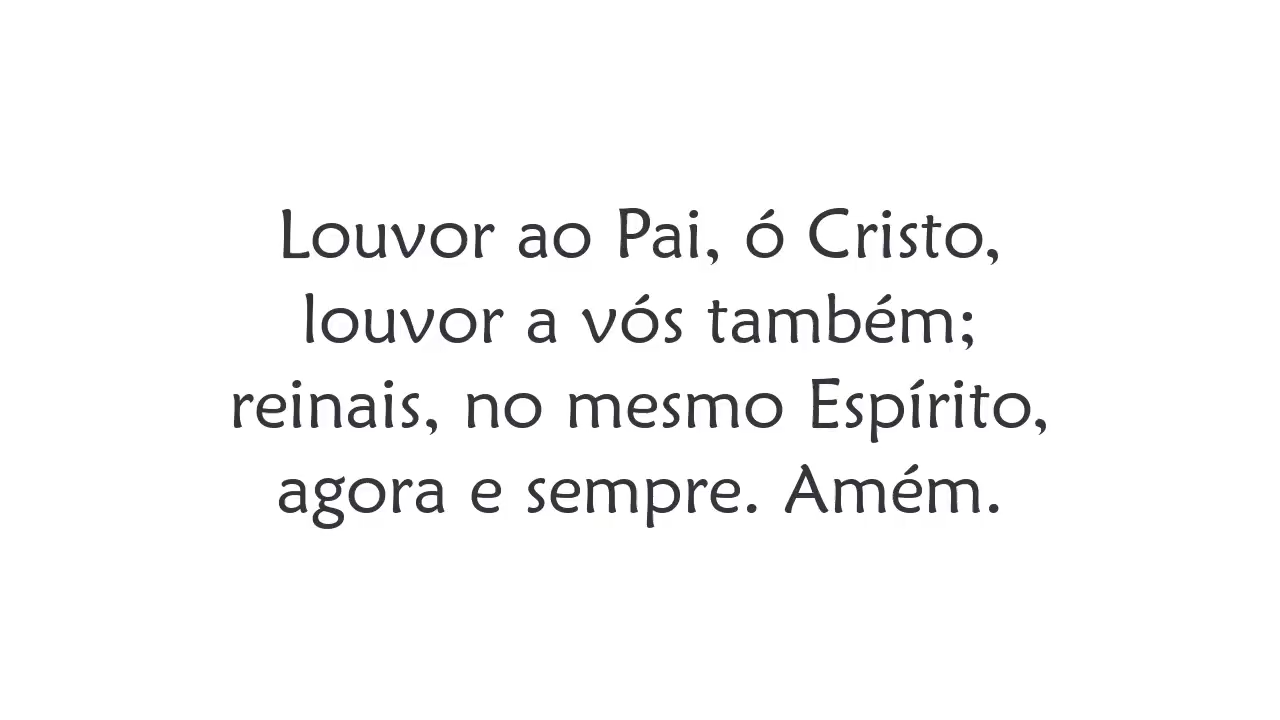 Louvor ao Pai, ó Cristo,
louvor a vós também;
reinais, no mesmo Espírito,
agora e sempre. Amém.